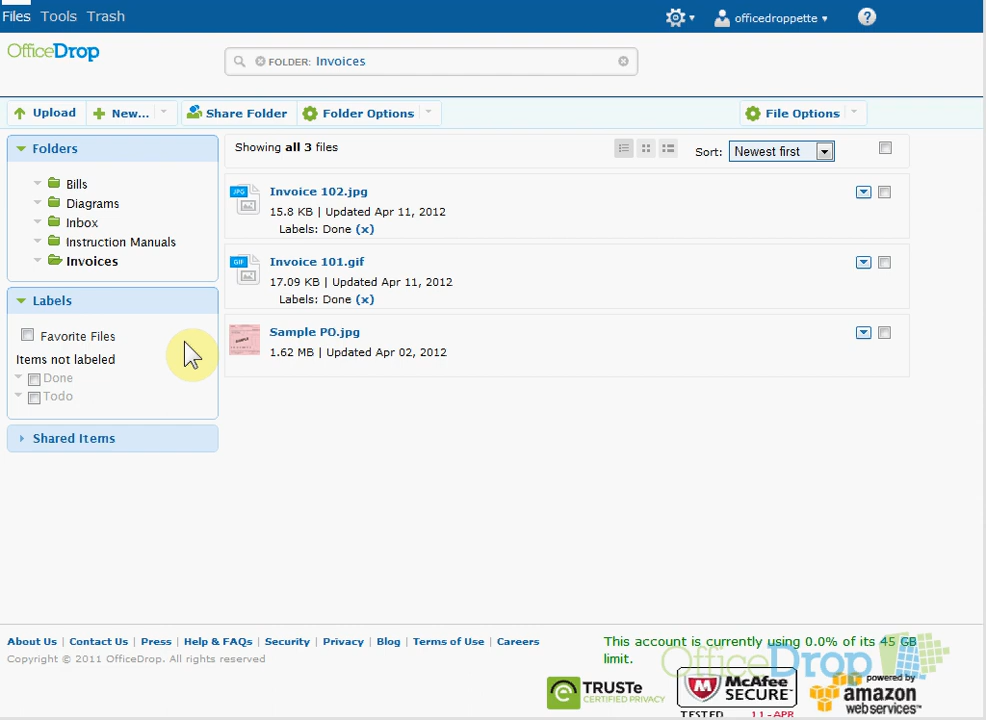 Files Tools Trash
officedroppette
?
OfficeDrop
FOLDER: Invoices
Upload
New...
Share Folder
Folder Options
File Options
Folders
Bills
Diagrams
Inbox
Instruction Manuals
Invoices
Labels
Favorite Files
Items not labeled
Done
Todo
Shared Items
Showing all 3 files
Sort: Newest first
JPG
Invoice 102.jpg
15.8 KB | Updated Apr 11, 2012
Labels: Done (x)
GIF
Invoice 101.gif
17.09 KB | Updated Apr 11, 2012
Labels: Done (x)
SAMPLE
Sample PO.jpg
1.62 MB | Updated Apr 02, 2012
About Us | Contact Us | Press | Help & FAQs | Security | Privacy | Blog | Terms of Use | Careers
Copyright © 2011 OfficeDrop. All rights reserved
This account is currently using 0.0% of its 45 GB
limit.
OfficeDrop
TRUSTe
CERTIFIED PRIVACY
McAfee
SECURE
TESTED 11-APR
powered by
amazon
web services™